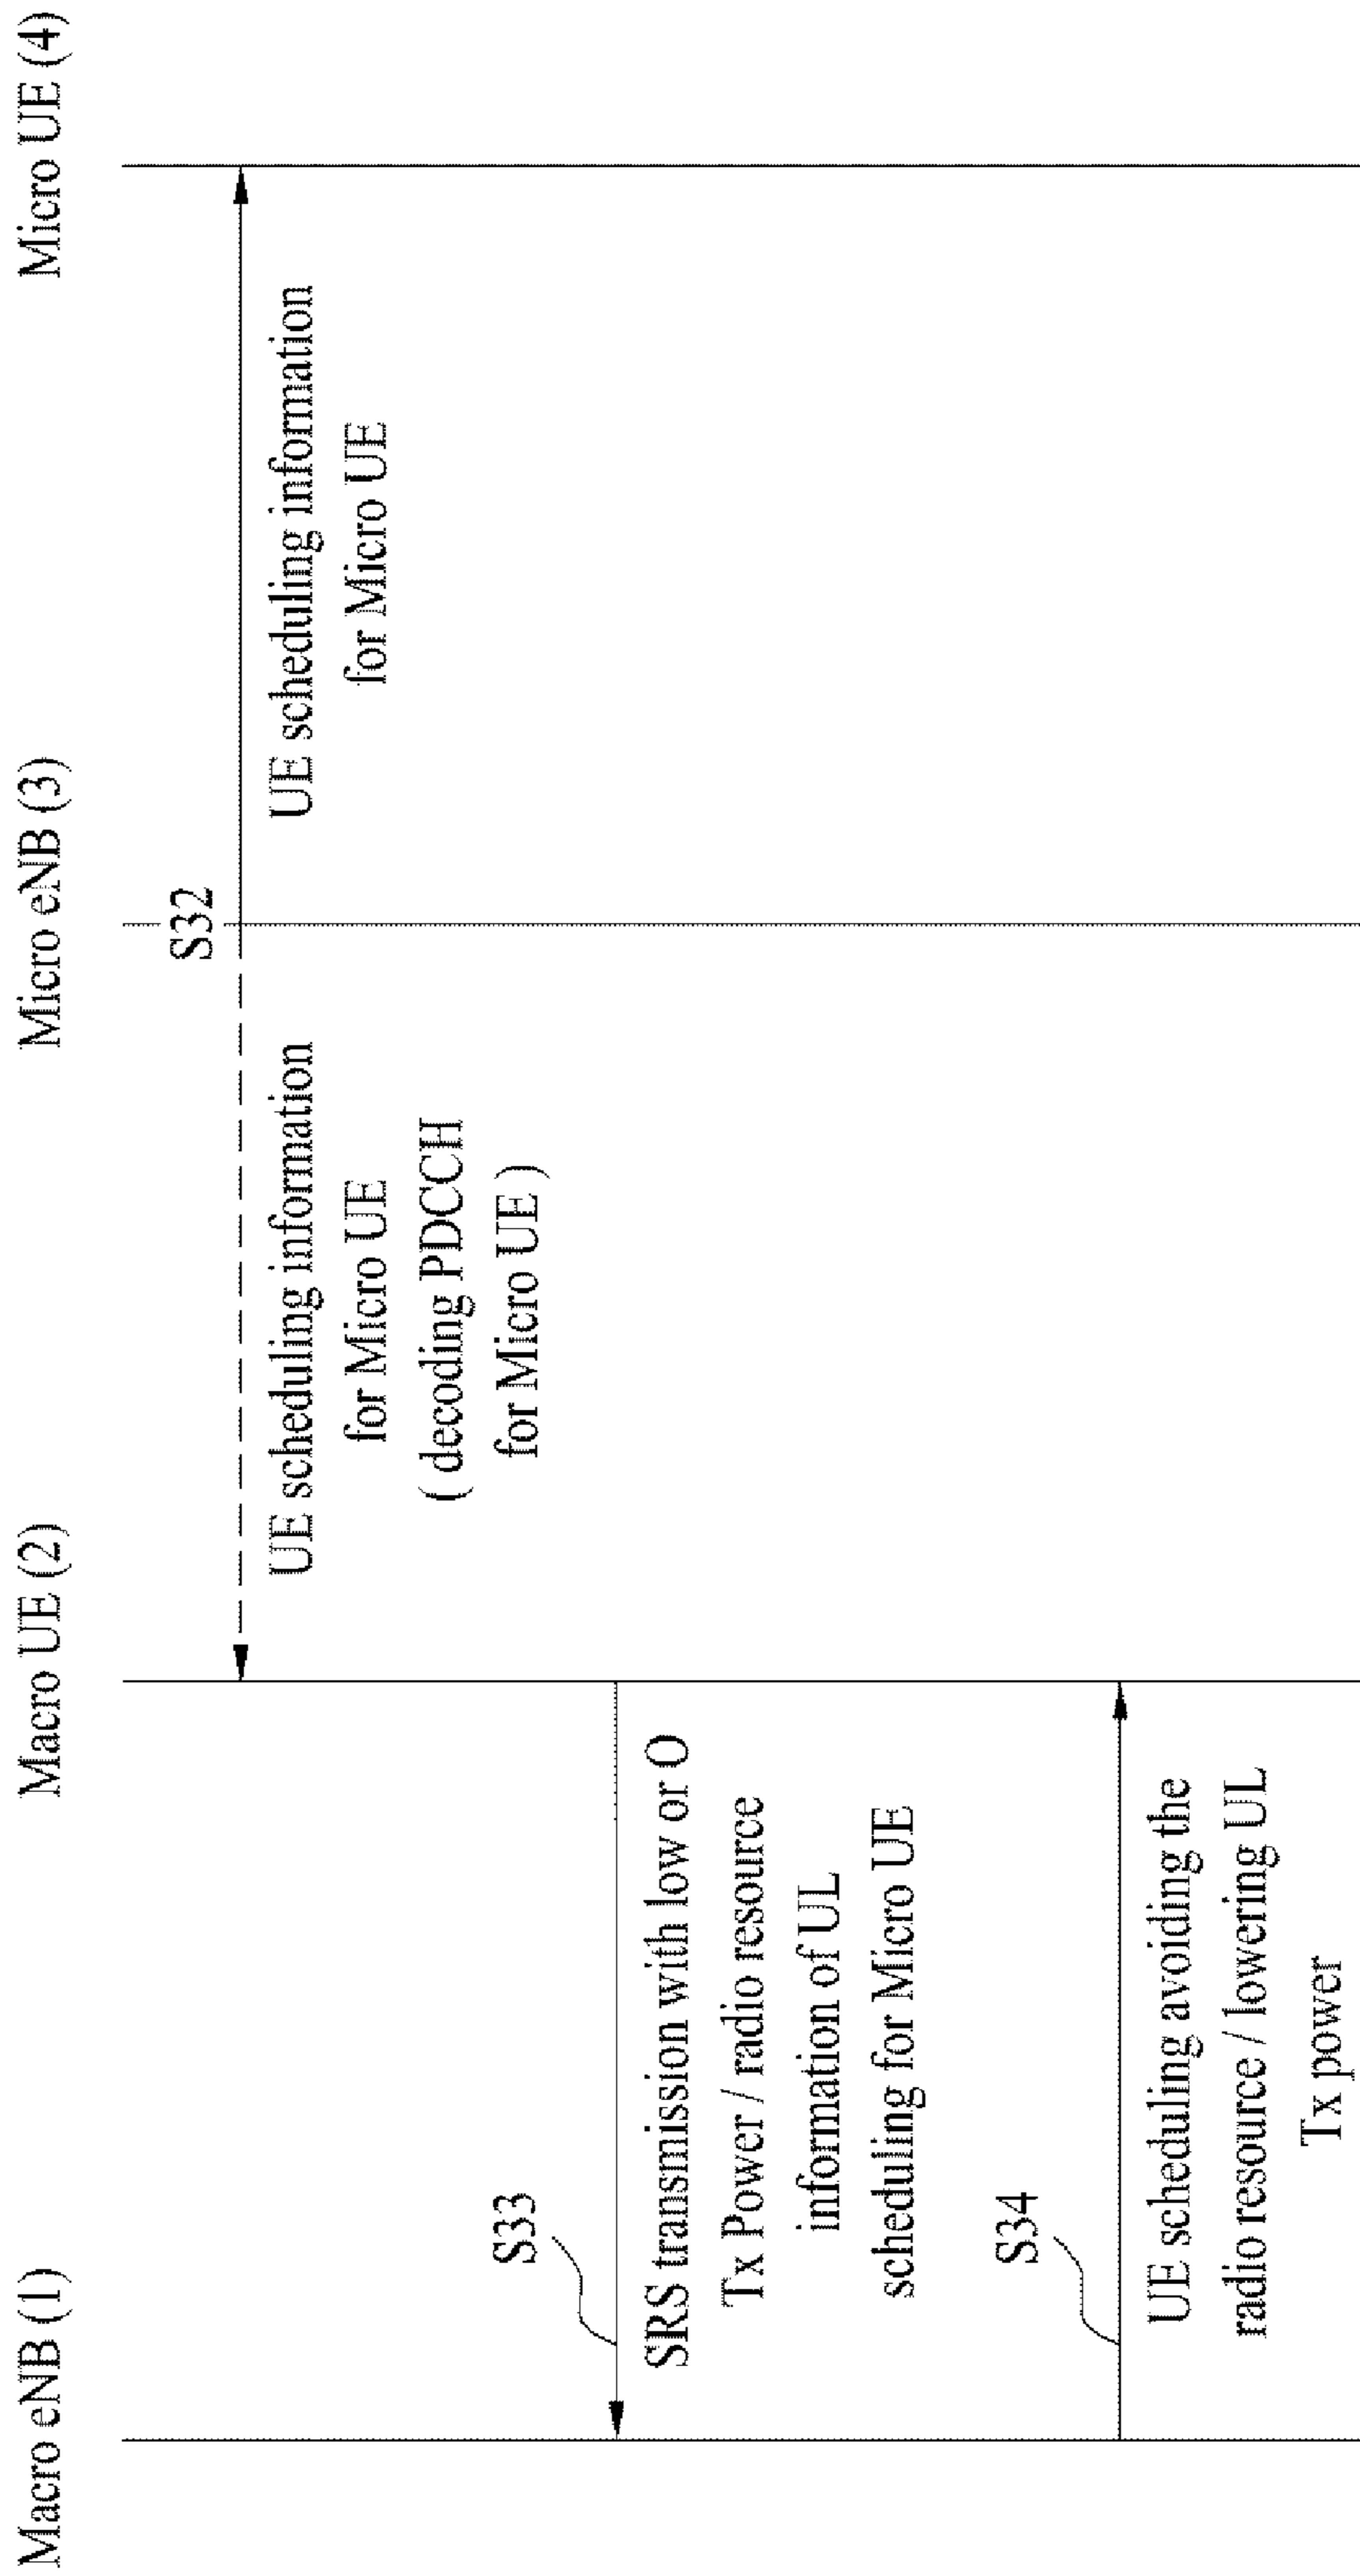 Macro eNB (1)
Macro UE (2)
Micro eNB (3)
Micro UE (4)
S32
UE scheduling information
for Micro UE
( decoding PDCCH
for Micro UE )
UE scheduling information
for Micro UE
S33
SRS transmission with low or O
Tx Power / radio resource
information of UL
scheduling for Micro UE
S34
UE scheduling avoiding the
radio resource / lowering UL
Tx power